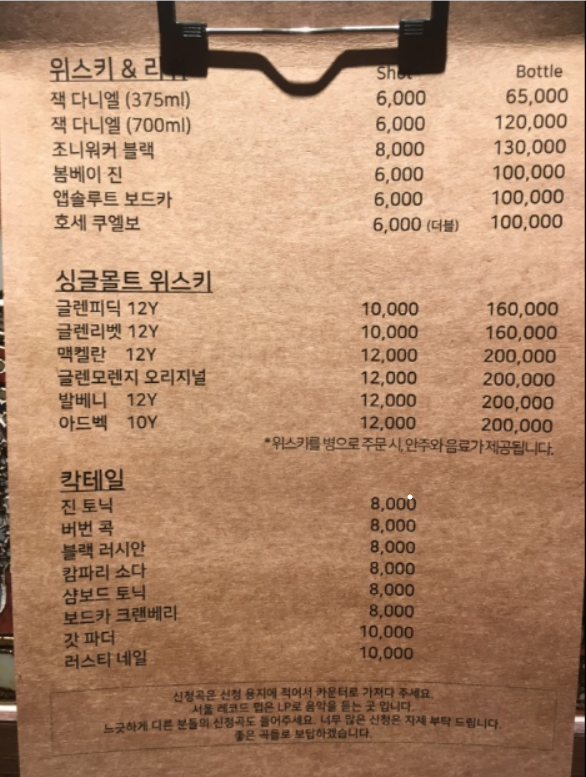 위스키 & 리큐 Shot Bottle
잭 다니엘 (375ml) 6,000 65,000
잭 다니엘 (700ml) 6,000 120,000
조니워커 블랙 8,000 130,000
봄베이 진 6,000 100,000
앱솔루트 보드카 6,000 100,000
호세 쿠엘보 6,000 (더블) 100,000
싱글몰트 위스키
글렌피딕 12Y 10,000 160,000
글렌리벳 12Y 10,000 160,000
맥켈란 12Y 12,000 200,000
글렌모렌지 오리지널 12,000 200,000
발베니 12Y 12,000 200,000
아드벡 10Y 12,000 200,000
*위스키를 병으로 주문 시, 안주와 음료가 제공됩니다.
칵테일
진 토닉 8,000
버번 콕 8,000
블랙 러시안 8,000
캄파리 소다 8,000
샴보드 토닉 8,000
보드카 크랜베리 8,000
갓 파더 10,000
러스티 네일 10,000
신청곡은 신청 용지에 적어서 카운터로 가져다 주세요.
서울 레코드 펍은 LP로 음악을 듣는 곳 입니다.
느긋하게 다른 분들의 신청곡도 들어주세요. 너무 많은 신청은 자제 부탁 드립니다.
좋은 곡들로 보답하겠습니다.